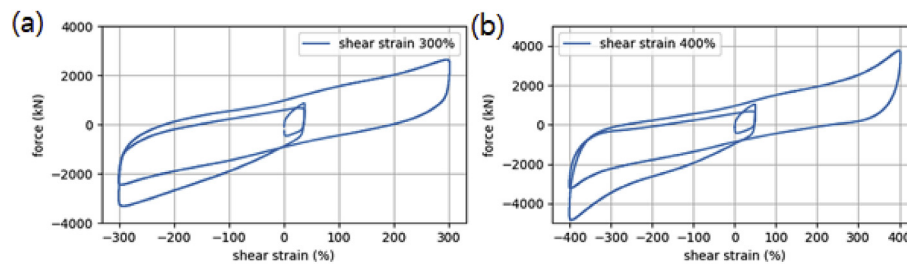 (a)
shear strain 300%
4000
2000
0
−2000
−4000
force (kN)
−300 −200 −100 0 100 200 300
shear strain (%)
(b)
shear strain 400%
4000
2000
0
−2000
−4000
force (kN)
−400 −300 −200 −100 0 100 200 300 400
shear strain (%)